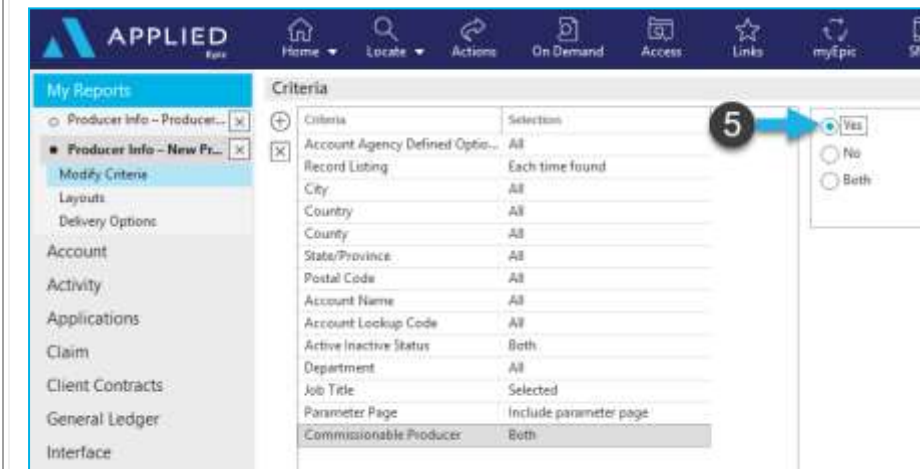 APPLIED
Epic
Home
Locate
Actions
On Demand
Access
Links
myEpic
My Reports
Producer Info – Producer...
Producer Info – New Pr...
Modify Criteria
Layouts
Delivery Options
Account
Activity
Applications
Claim
Client Contracts
General Ledger
Interface
Criteria
Criteria Selection
Account Agency Defined Optio... All
Record Listing Each time found
City All
Country All
County All
State/Province All
Postal Code All
Account Name All
Account Lookup Code All
Active Inactive Status Both
Department All
Job Title Selected
Parameter Page Include parameter page
Commissionable Producer Both
5
Yes
No
Both